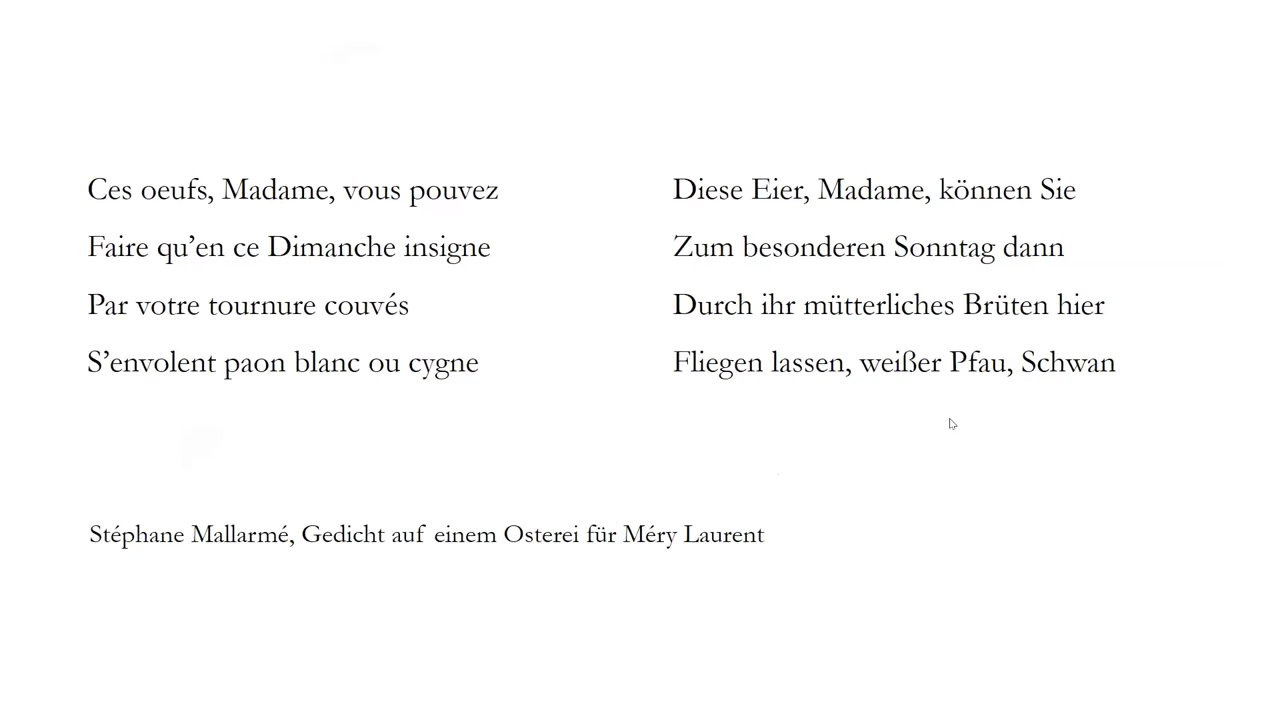 Ces oeufs, Madame, vous pouvez
Faire qu’en ce Dimanche insigne
Par votre tournure couvés
S’envolent paon blanc ou cygne
Diese Eier, Madame, können Sie
Zum besonderen Sonntag dann
Durch ihr mütterliches Brüten hier
Fliegen lassen, weißer Pfau, Schwan
Stéphane Mallarmé, Gedicht auf einem Osterei für Méry Laurent